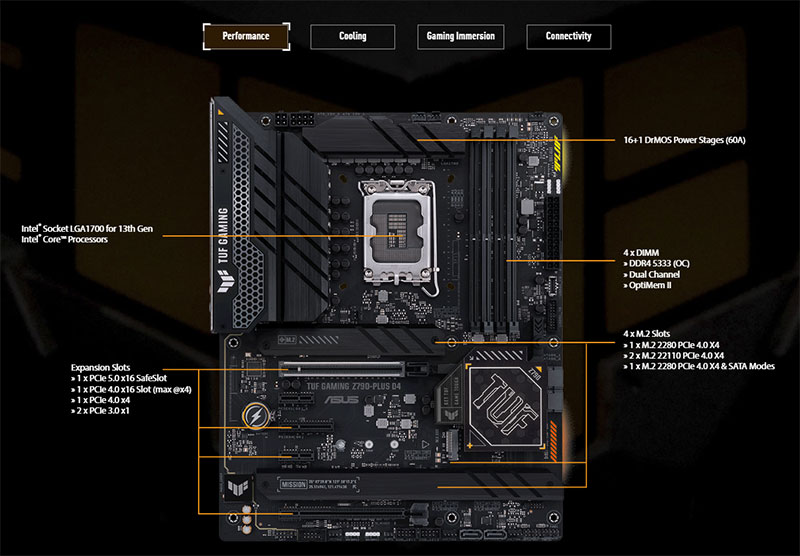 Performance
Cooling
Gaming Immersion
Connectivity
16+1 DrMOS Power Stages (60A)
Intel® Socket LGA1700 for 13th Gen
Intel® Core™ Processors
TUF GAMING
4 x DIMM
» DDR4 5333 (OC)
» Dual Channel
» OptiMem II
4 x M.2 Slots
» 1 x M.2 2280 PCIe 4.0 X4
» 2 x M.2 22110 PCIe 4.0 X4
» 1 x M.2 2280 PCIe 4.0 X4 & SATA Modes
M.2
Expansion Slots
» 1 x PCIe 5.0 x16 SafeSlot
» 1 x PCIe 4.0 x16 Slot (max @x4)
» 1 x PCIe 4.0 x4
» 2 x PCIe 3.0 x1
TUF GAMING Z790-PLUS D4
ASUS
Z790
TUF
MISSION